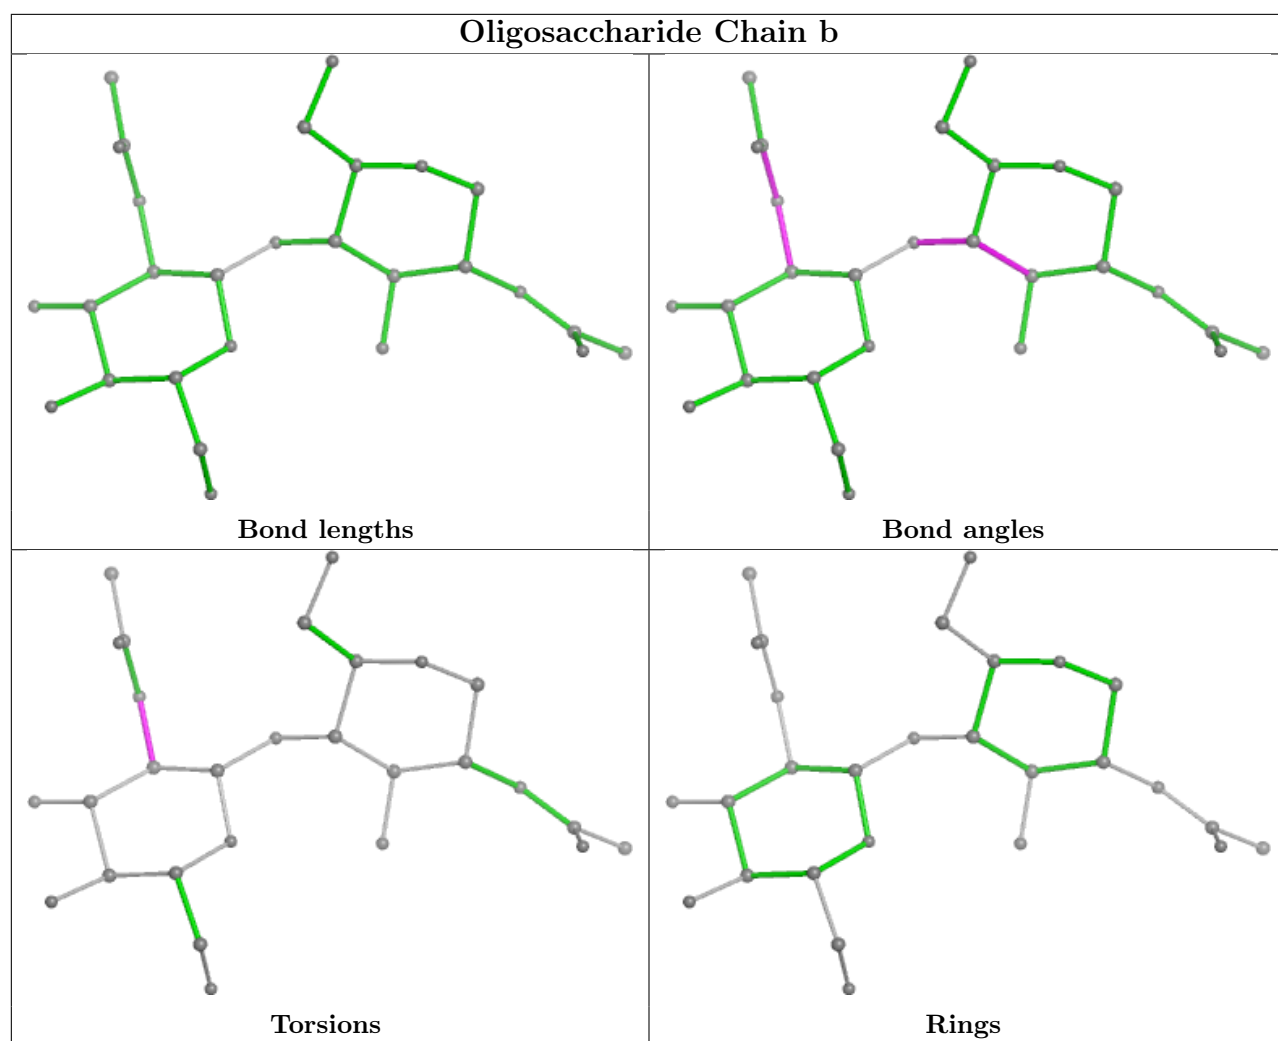 Oligosaccharide Chain b
Bond lengths
Bond angles
Torsions
Rings